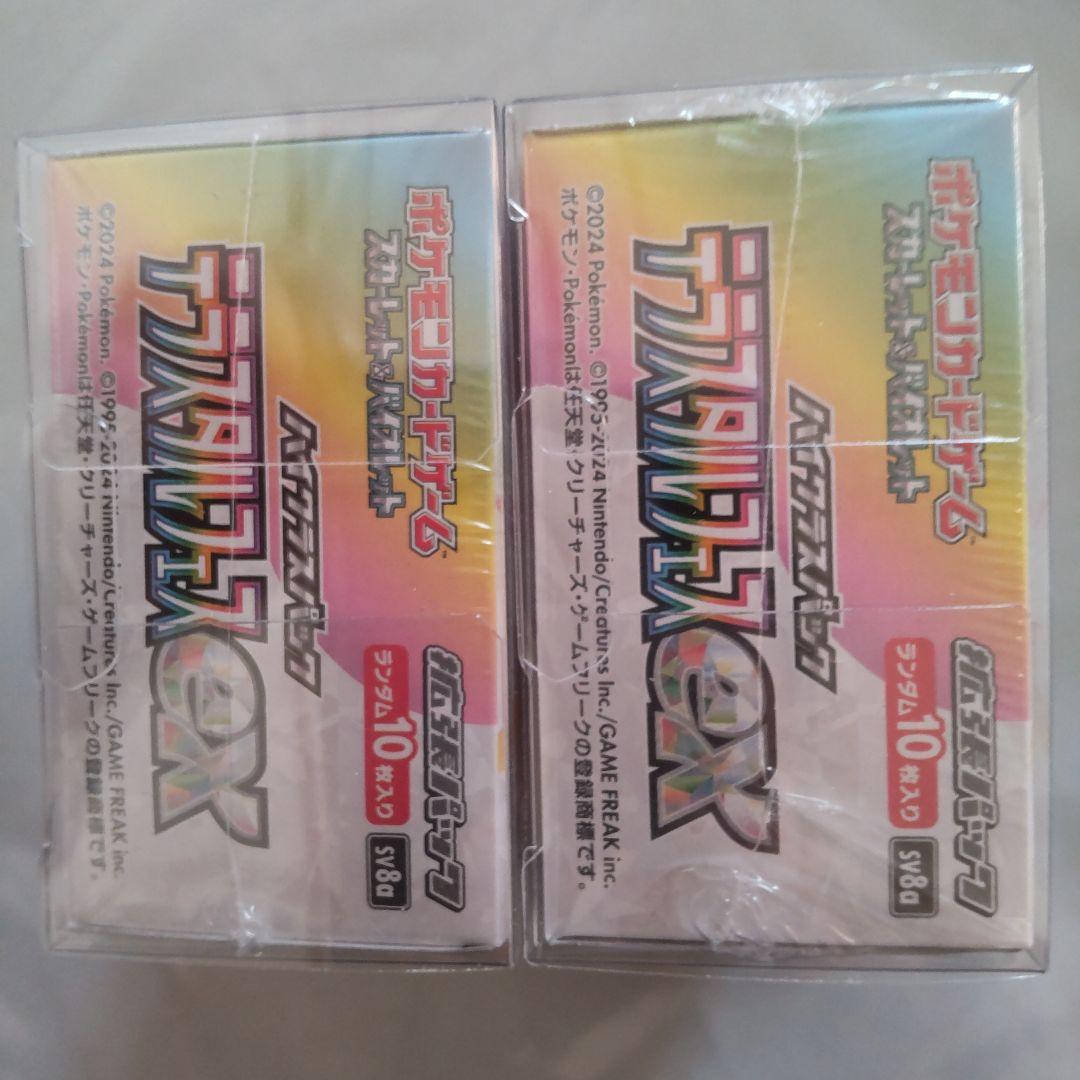 ポケモンカードゲーム™
スカーレット&バイオレット
拡張パック
ハイクラスパック
テラスタルフェスex
ランダム10枚入り
SV8a
©2024 Pokémon. ©1995-2024 Nintendo/Creatures Inc./GAME FREAK inc.
ポケモン・Pokémonは任天堂・クリーチャーズ・ゲームフリークの登録商標です。
ポケモンカードゲーム
スカーレット&バイオレット
拡張パック
ハイクラスパック
テラスタルフェスex
ランダム10枚入り
SV8a
©2024 Pokémon. ©1995-2024 Nintendo/Creatures Inc./GAME FREAK inc.
ポケモン・Pokémonは任天堂・クリーチャーズ・ゲームフリークの登録商標です。